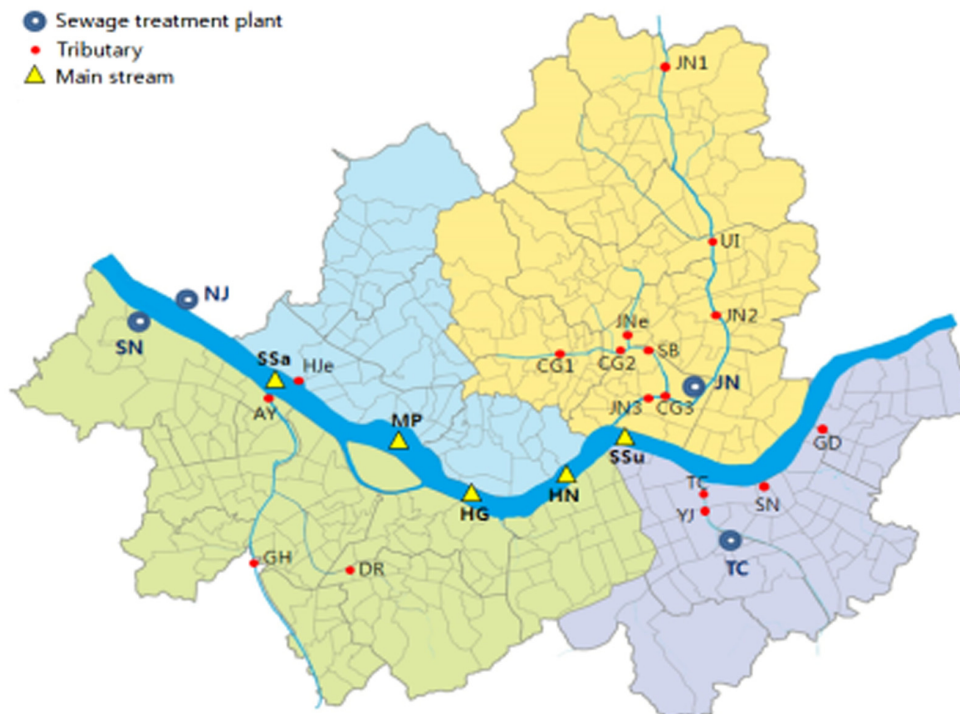 Sewage treatment plant
Tributary
Main stream
JN1
UI
NJ
SN
JN2
JNe
SB
CG1
CG2
SSa
HJe
JN
AY
JN3
CG3
MP
GD
SSu
TC
HN
SN
HG
YJ
GH
DR
TC